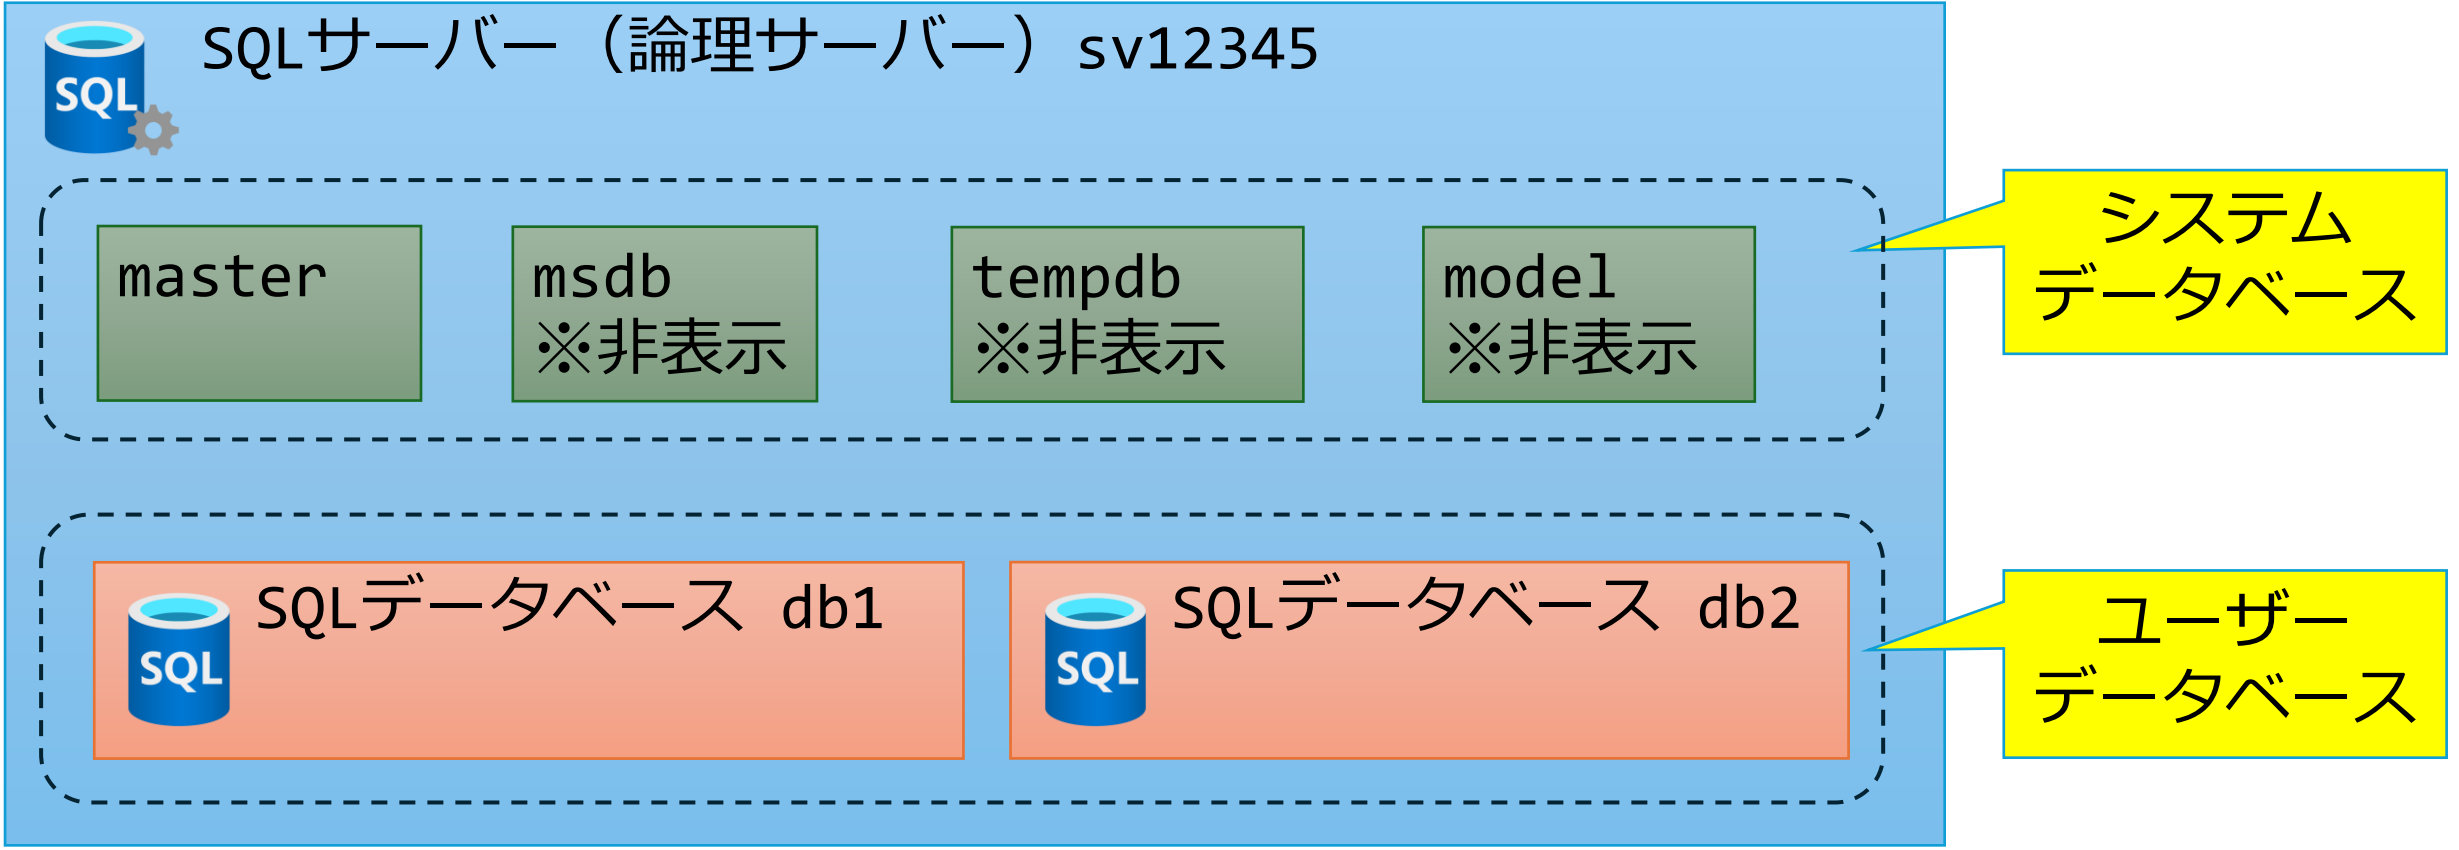 SQLサーバー（論理サーバー）sv12345
SQL
master
msdb
※非表示
tempdb
※非表示
model
※非表示
システム
データベース
SQLデータベース db1
SQL
SQLデータベース db2
SQL
ユーザー
データベース